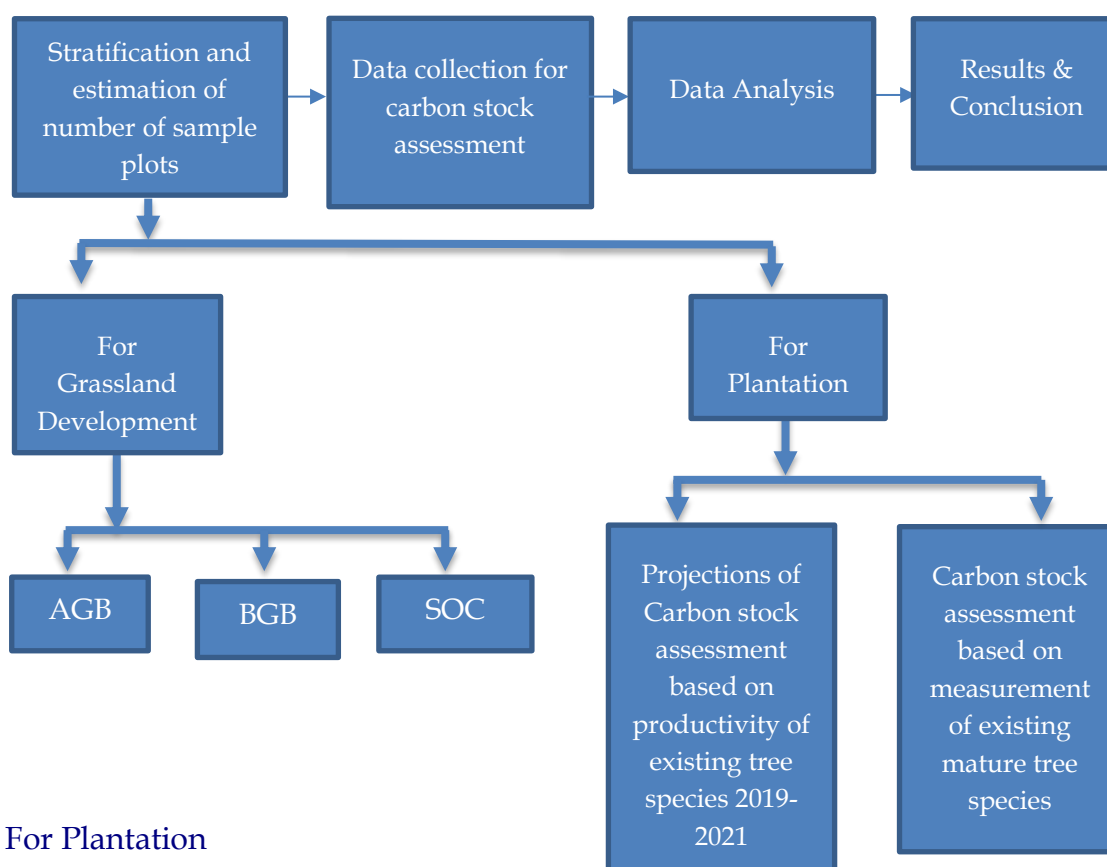 Stratification and
estimation of
number of sample
plots
Data collection for
carbon stock
assessment
Data Analysis
Results &
Conclusion
For
Grassland
Development
For
Plantation
AGB
BGB
SOC
Projections of
Carbon stock
assessment
based on
productivity of
existing tree
species 2019-
2021
Carbon stock
assessment
based on
measurement
of existing
mature tree
species
For Plantation